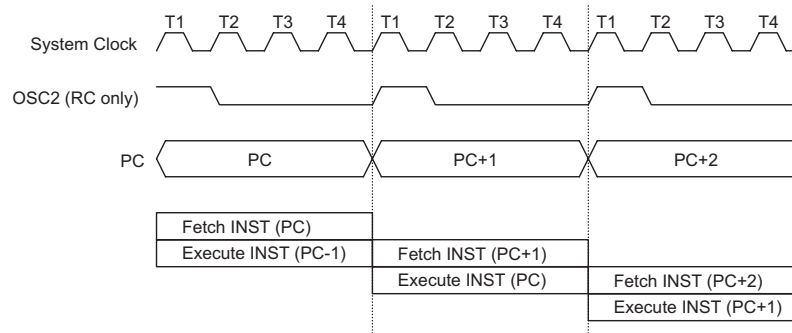 T1 T2 T3 T4 T1 T2 T3 T4 T1 T2 T3 T4
System Clock
OSC2 (RC only)
PC PC PC+1 PC+2
Fetch INST (PC)
Execute INST (PC-1) Fetch INST (PC+1)
Execute INST (PC) Fetch INST (PC+2)
Execute INST (PC+1)